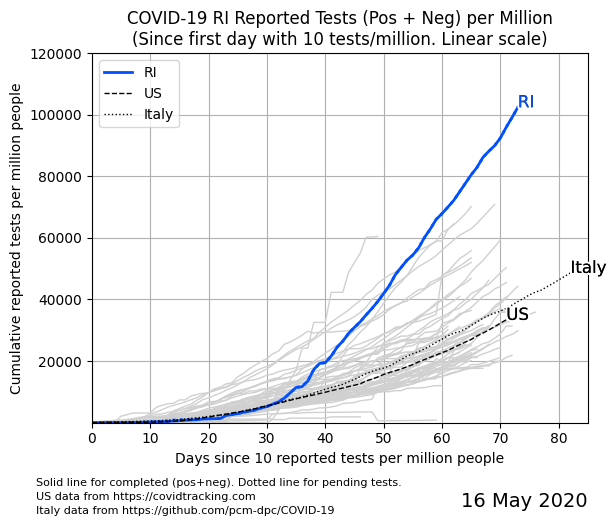 COVID-19 RI Reported Tests (Pos + Neg) per Million
(Since first day with 10 tests/million. Linear scale)
Cumulative reported tests per million people
120000
100000
80000
60000
40000
20000
RI
US
Italy
RI
Italy
US
0 10 20 30 40 50 60 70 80
Days since 10 reported tests per million people
Solid line for completed (pos+neg). Dotted line for pending tests.
US data from https://covidtracking.com
Italy data from https://github.com/pcm-dpc/COVID-19
16 May 2020